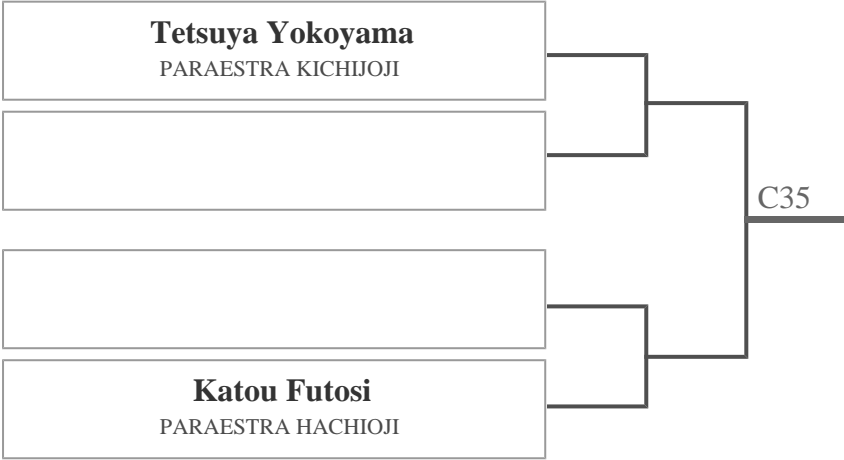 Tetsuya Yokoyama
PARAESTRA KICHIJOJI
C35
Katou Futosi
PARAESTRA HACHIOJI